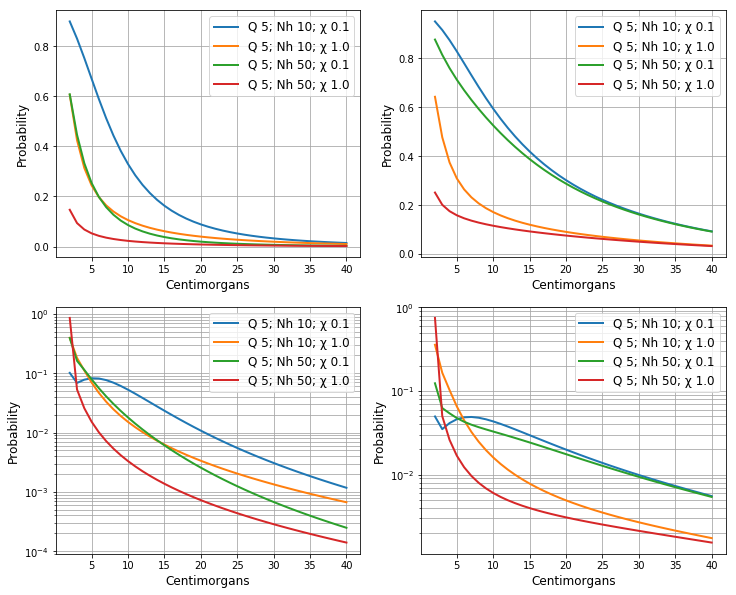 Q 5; Nh 10; χ 0.1
Q 5; Nh 10; χ 1.0
Q 5; Nh 50; χ 0.1
Q 5; Nh 50; χ 1.0
0.8
0.6
0.4
0.2
0.0
Probability
5 10 15 20 25 30 35 40
Centimorgans
Q 5; Nh 10; χ 0.1
Q 5; Nh 10; χ 1.0
Q 5; Nh 50; χ 0.1
Q 5; Nh 50; χ 1.0
0.8
0.6
0.4
0.2
0.0
Probability
5 10 15 20 25 30 35 40
Centimorgans
Q 5; Nh 10; χ 0.1
Q 5; Nh 10; χ 1.0
Q 5; Nh 50; χ 0.1
Q 5; Nh 50; χ 1.0
10⁰
10⁻¹
10⁻²
10⁻³
10⁻⁴
Probability
5 10 15 20 25 30 35 40
Centimorgans
Q 5; Nh 10; χ 0.1
Q 5; Nh 10; χ 1.0
Q 5; Nh 50; χ 0.1
Q 5; Nh 50; χ 1.0
10⁰
10⁻¹
10⁻²
Probability
5 10 15 20 25 30 35 40
Centimorgans